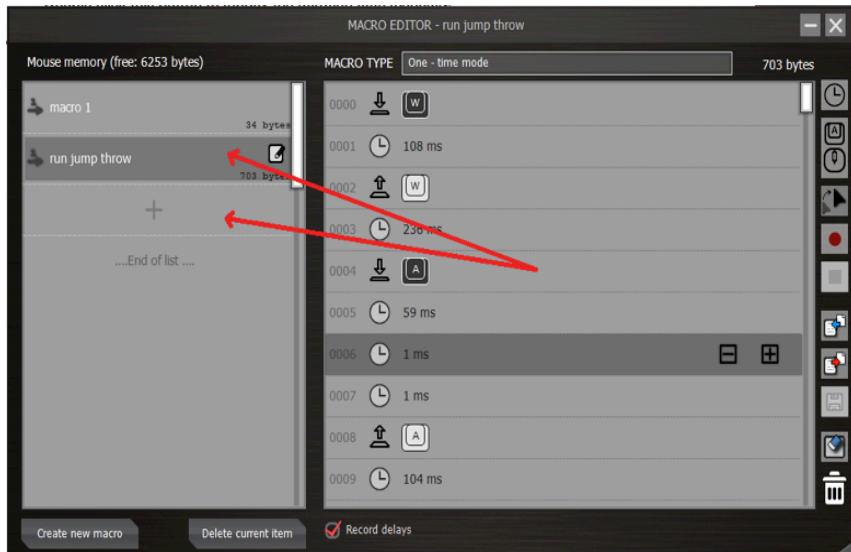 MACRO EDITOR - run jump throw
Mouse memory (free: 6253 bytes)
MACRO TYPE
One - time mode
703 bytes
macro 1
34 bytes
run jump throw
703 bytes
....End of list ....
0000 W
0001 108 ms
0002 W
0003 236 ms
0004 A
0005 59 ms
0006 1 ms
0007 1 ms
0008 A
0009 104 ms
A
Create new macro
Delete current item
Record delays